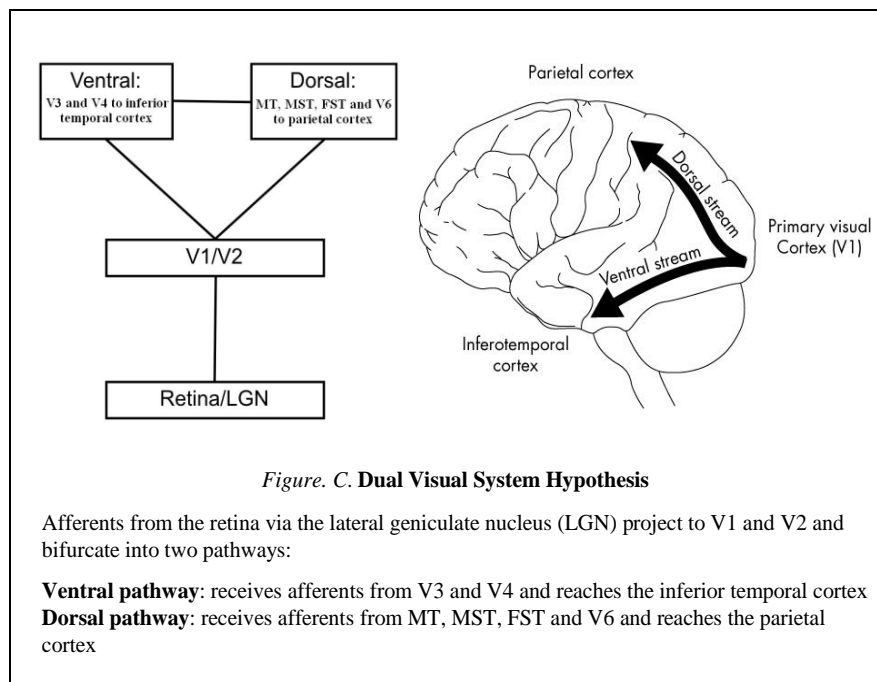 Ventral:
V3 and V4 to inferior
temporal cortex
Dorsal:
MT, MST, FST and V6
to parietal cortex
V1/V2
Retina/LGN
Parietal cortex
Dorsal stream
Primary visual
Cortex (V1)
Ventral stream
Inferotemporal
cortex
Figure. C. Dual Visual System Hypothesis
Afferents from the retina via the lateral geniculate nucleus (LGN) project to V1 and V2 and
bifurcate into two pathways:
Ventral pathway: receives afferents from V3 and V4 and reaches the inferior temporal cortex
Dorsal pathway: receives afferents from MT, MST, FST and V6 and reaches the parietal
cortex